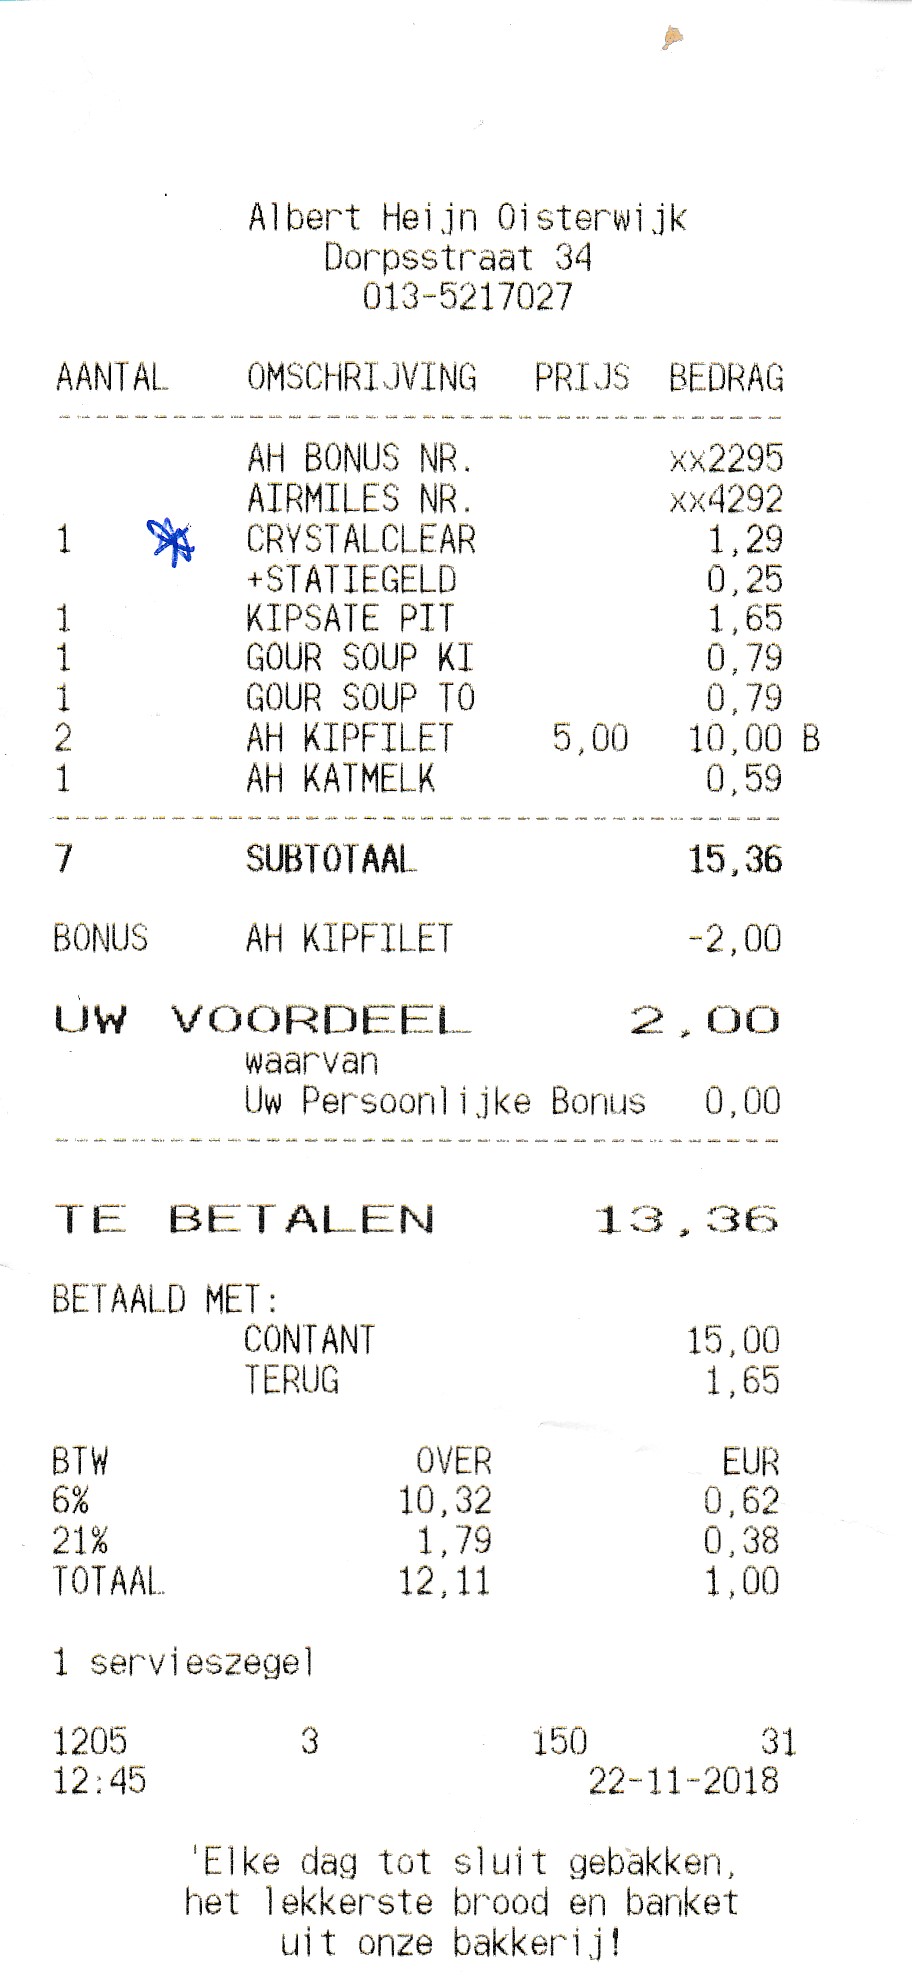 Albert Heijn Oisterwijk
Dorpsstraat 34
013-5217027
AANTAL OMSCHRIJVING PRIJS BEDRAG
AH BONUS NR. xx2295
AIRMILES NR. xx4292
1 CRYSTALCLEAR 1,29
+STATIEGELD 0,25
1 KIPSATE PIT 1,65
1 GOUR SOUP KI 0,79
1 GOUR SOUP TO 0,79
2 AH KIPFILET 5,00 10,00 B
1 AH KATMELK 0,59
7 SUBTOTAAL 15,36
BONUS AH KIPFILET -2,00
UW VOORDEEL 2,00
waarvan
Uw Persoonlijke Bonus 0,00
TE BETALEN 13,36
BETAALD MET:
CONTANT 15,00
TERUG 1,65
BTW OVER EUR
6% 10,32 0,62
21% 1,79 0,38
TOTAAL 12,11 1,00
1 servieszegel
1205 3 150 31
12:45 22-11-2018
'Elke dag tot sluit gebakken,
het lekkerste brood en banket
uit onze bakkerij!